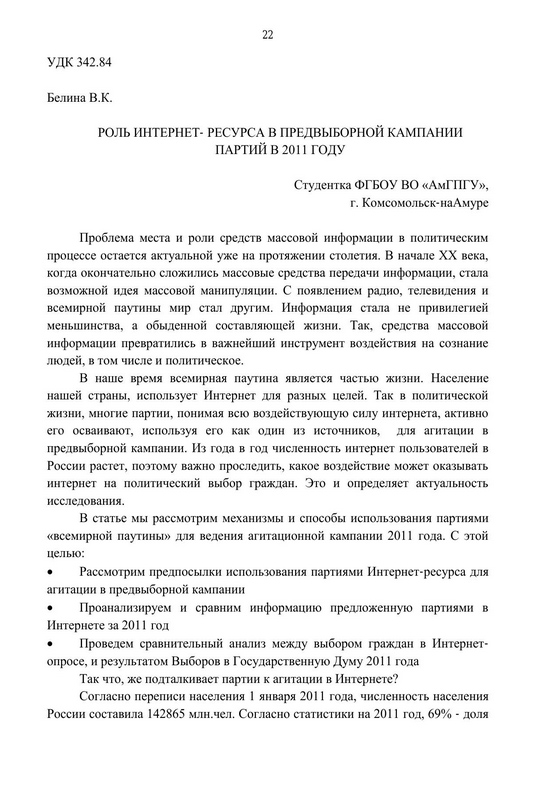 22
УДК 342.84
Белина В.К.
РОЛЬ ИНТЕРНЕТ- РЕСУРСА В ПРЕДВЫБОРНОЙ КАМПАНИИ
ПАРТИЙ В 2011 ГОДУ
Студентка ФГБОУ ВО «АмГПГУ»,
г. Комсомольск-наАмуре
Проблема места и роли средств массовой информации в политическим
процессе остается актуальной уже на протяжении столетия. В начале XX века,
когда окончательно сложились массовые средства передачи информации, стала
возможной идея массовой манипуляции. С появлением радио, телевидения и
всемирной паутины мир стал другим. Информация стала не привилегией
меньшинства, а обыденной составляющей жизни. Так, средства массовой
информации превратились в важнейший инструмент воздействия на сознание
людей, в том числе и политическое.
В наше время всемирная паутина является частью жизни. Население
нашей страны, использует Интернет для разных целей. Так в политической
жизни, многие партии, понимая всю воздействующую силу интернета, активно
его осваивают, используя его как один из источников, для агитации в
предвыборной кампании. Из года в год численность интернет пользователей в
России растет, поэтому важно проследить, какое воздействие может оказывать
интернет на политический выбор граждан. Это и определяет актуальность
исследования.
В статье мы рассмотрим механизмы и способы использования партиями
«всемирной паутины» для ведения агитационной кампании 2011 года. С этой
целью:
• Рассмотрим предпосылки использования партиями Интернет-ресурса для
агитации в предвыборной кампании
• Проанализируем и сравним информацию предложенную партиями в
Интернете за 2011 год
• Проведем сравнительный анализ между выбором граждан в Интернет-
опросе, и результатом Выборов в Государственную Думу 2011 года
Так что, же подталкивает партии к агитации в Интернете?
Согласно переписи населения 1 января 2011 года, численность населения
России составила 142865 млн.чел. Согласно статистики на 2011 год, 69% - доля